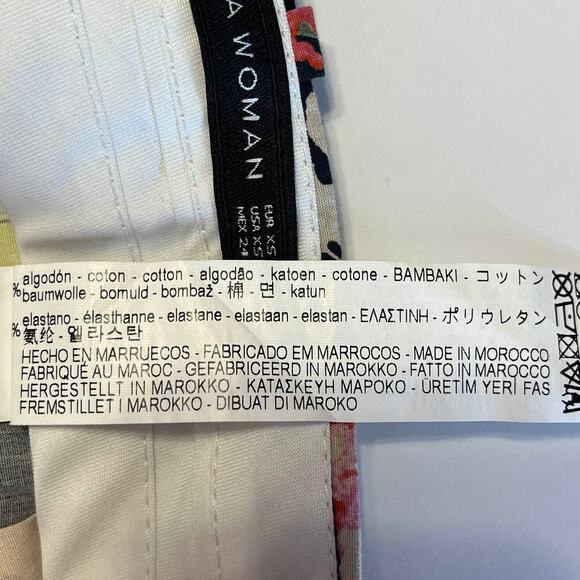 A WOMAN
EUR XS
USA XS
MEX 24
% algodón - coton - cotton - algodão - katoen - cotone - ΒΑΜΒΑΚΙ - コットン
baumwolle - bomuld - bombaž - 棉 - 면 - katun
% elastano - élasthanne - elastane - elastaan - elastan - ΕΛΑΣΤΙΝΗ - ポリウレタン
氨纶 - 엘라스탄
HECHO EN MARRUECOS - FABRICADO EM MARROCOS - MADE IN MOROCCO
FABRIQUÉ AU MAROC - GEFABRICEERD IN MAROKKO - FATTO IN MAROCCO
HERGESTELLT IN MAROKKO - ΚΑΤΑΣΚΕΥΗ ΜΑΡΟΚΟ - ÜRETİM YERİ FAS
FREMSTILLET I MAROKKO - DIBUAT DI MAROKO